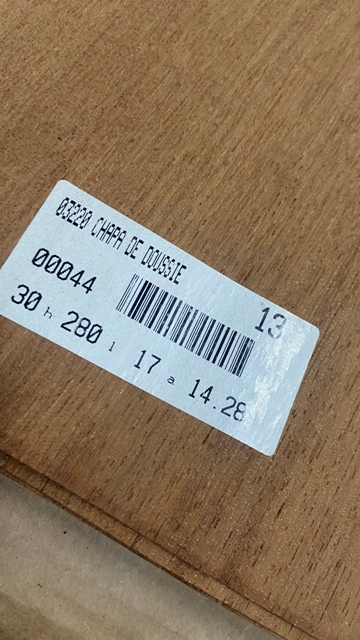 03220 CHAPA DE DOUSSIE
00044 13
30 h 280 l 17 a 14.28